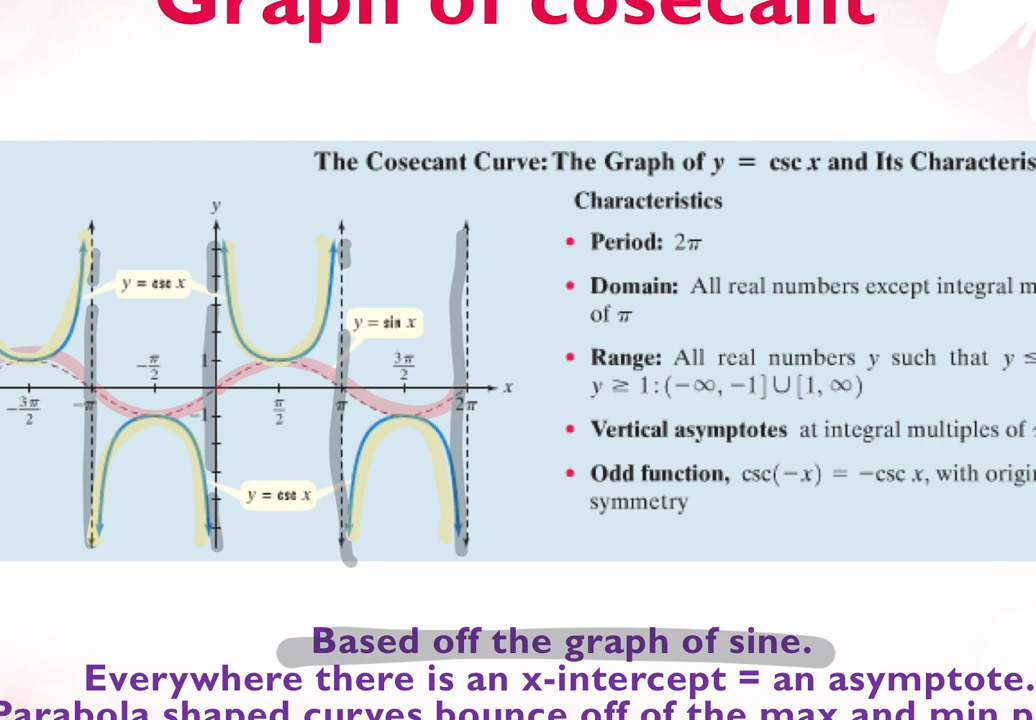 Graph of cosecant
The Cosecant Curve: The Graph of y = csc x and Its Characteris
Characteristics
• Period: 2π
• Domain: All real numbers except integral m
of π
• Range: All real numbers y such that y ≤
y ≥ 1: (−∞, −1] ∪ [1, ∞)
• Vertical asymptotes at integral multiples of
• Odd function, csc(−x) = −csc x, with origin
symmetry
y
y = csc x
y = sin x
1
−π/2
3π/2
x
−3π/2
−π
−1
π/2
π
2π
y = csc x
Based off the graph of sine.
Everywhere there is an x-intercept = an asymptote.
Parabola shaped curves bounce off of the max and min p